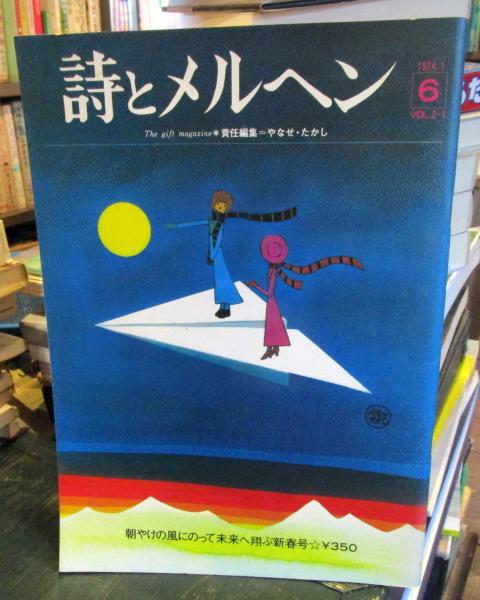 詩とメルヘン
1974.1
6
VOL.2-1
The gift magazine＊責任編集＝やなせ・たかし
朝やけの風にのって未来へ翔ぶ新春号☆¥350